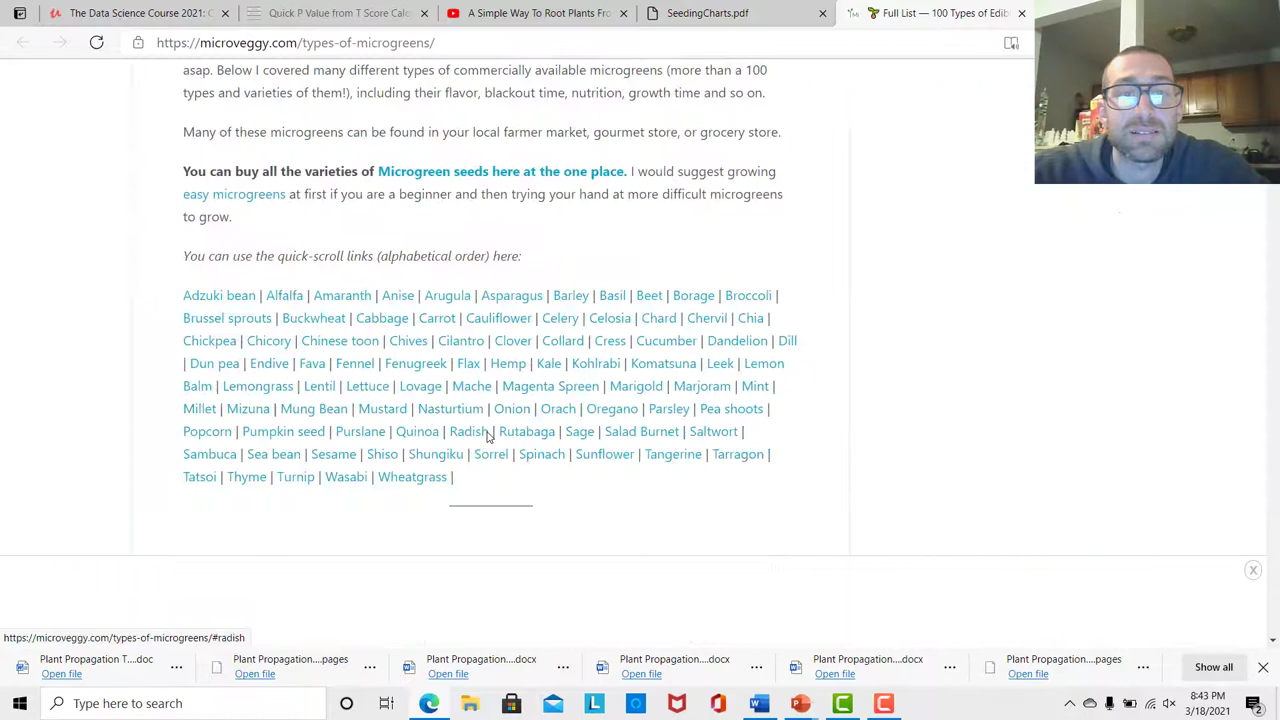 The Data Science Course 2021: C
Quick P Value from T Score Calc
A Simple Way To Root Plants Fro
SeedingCharts.pdf
Full List — 100 Types of Edib
https://microveggy.com/types-of-microgreens/
asap. Below I covered many different types of commercially available microgreens (more than a 100
types and varieties of them!), including their flavor, blackout time, nutrition, growth time and so on.
Many of these microgreens can be found in your local farmer market, gourmet store, or grocery store.
You can buy all the varieties of Microgreen seeds here at the one place. I would suggest growing
easy microgreens at first if you are a beginner and then trying your hand at more difficult microgreens
to grow.
You can use the quick-scroll links (alphabetical order) here:
Adzuki bean | Alfalfa | Amaranth | Anise | Arugula | Asparagus | Barley | Basil | Beet | Borage | Broccoli |
Brussel sprouts | Buckwheat | Cabbage | Carrot | Cauliflower | Celery | Celosia | Chard | Chervil | Chia |
Chickpea | Chicory | Chinese toon | Chives | Cilantro | Clover | Collard | Cress | Cucumber | Dandelion | Dill
| Dun pea | Endive | Fava | Fennel | Fenugreek | Flax | Hemp | Kale | Kohlrabi | Komatsuna | Leek | Lemon
Balm | Lemongrass | Lentil | Lettuce | Lovage | Mache | Magenta Spreen | Marigold | Marjoram | Mint |
Millet | Mizuna | Mung Bean | Mustard | Nasturtium | Onion | Orach | Oregano | Parsley | Pea shoots |
Popcorn | Pumpkin seed | Purslane | Quinoa | Radish | Rutabaga | Sage | Salad Burnet | Saltwort |
Sambuca | Sea bean | Sesame | Shiso | Shungiku | Sorrel | Spinach | Sunflower | Tangerine | Tarragon |
Tatsoi | Thyme | Turnip | Wasabi | Wheatgrass |
https://microveggy.com/types-of-microgreens/#radish
Plant Propagation T....doc
Open file
Plant Propagation....pages
Open file
Plant Propagation....docx
Open file
Plant Propagation....docx
Open file
Plant Propagation....docx
Open file
Plant Propagation....pages
Open file
Show all
Type here to search
8:43 PM
3/18/2021